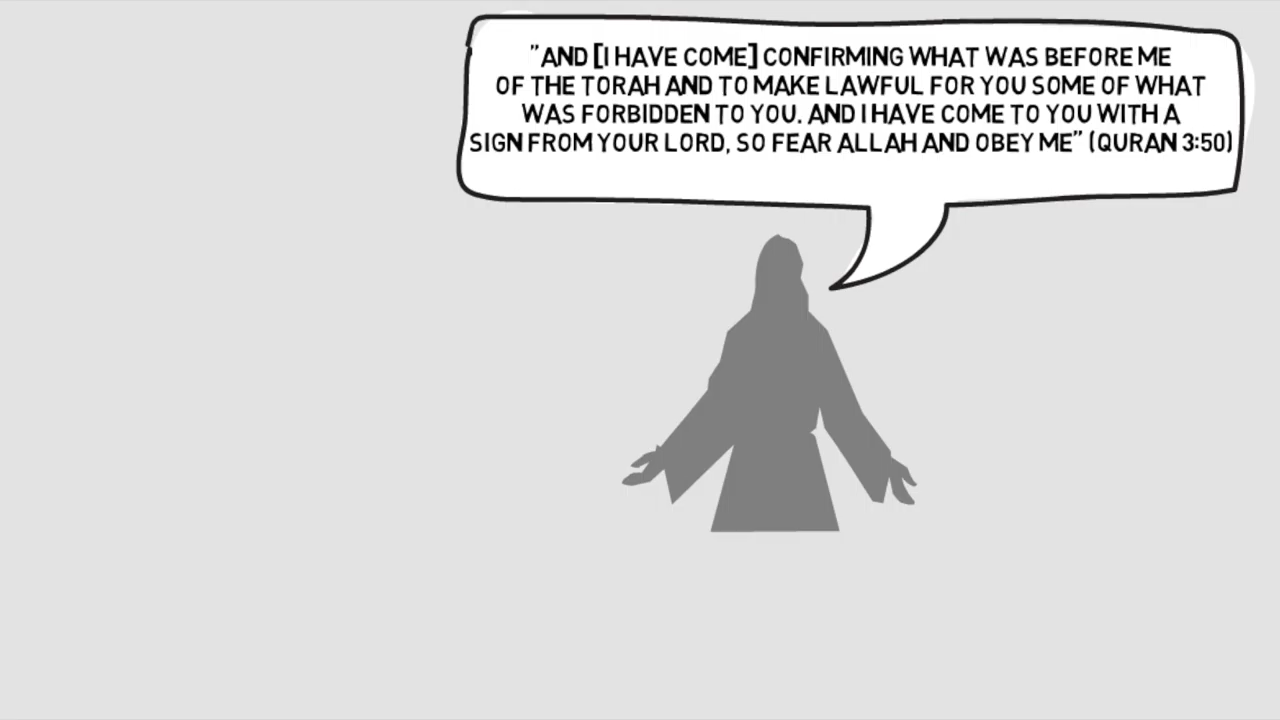 "AND [I HAVE COME] CONFIRMING WHAT WAS BEFORE ME
OF THE TORAH AND TO MAKE LAWFUL FOR YOU SOME OF WHAT
WAS FORBIDDEN TO YOU. AND I HAVE COME TO YOU WITH A
SIGN FROM YOUR LORD, SO FEAR ALLAH AND OBEY ME" (QURAN 3:50)